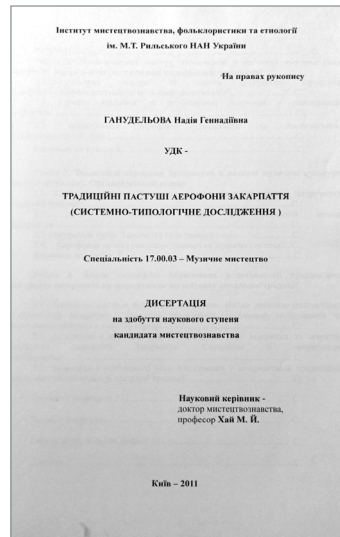 Інститут мистецтвознавства, фольклористики та етнології
ім. М.Т. Рильського НАН України
На правах рукопису
ГАНУДЕЛЬОВА Надія Геннадіївна
УДК -
ТРАДИЦІЙНІ ПАСТУШІ АЕРОФОНИ ЗАКАРПАТТЯ
(СИСТЕМНО-ТИПОЛОГІЧНЕ ДОСЛІДЖЕННЯ )
Спеціальність 17.00.03 – Музичне мистецтво
ДИСЕРТАЦІЯ
на здобуття наукового ступеня
кандидата мистецтвознавства
Науковий керівник -
доктор мистецтвознавства,
професор Хай М. Й.
Київ – 2011